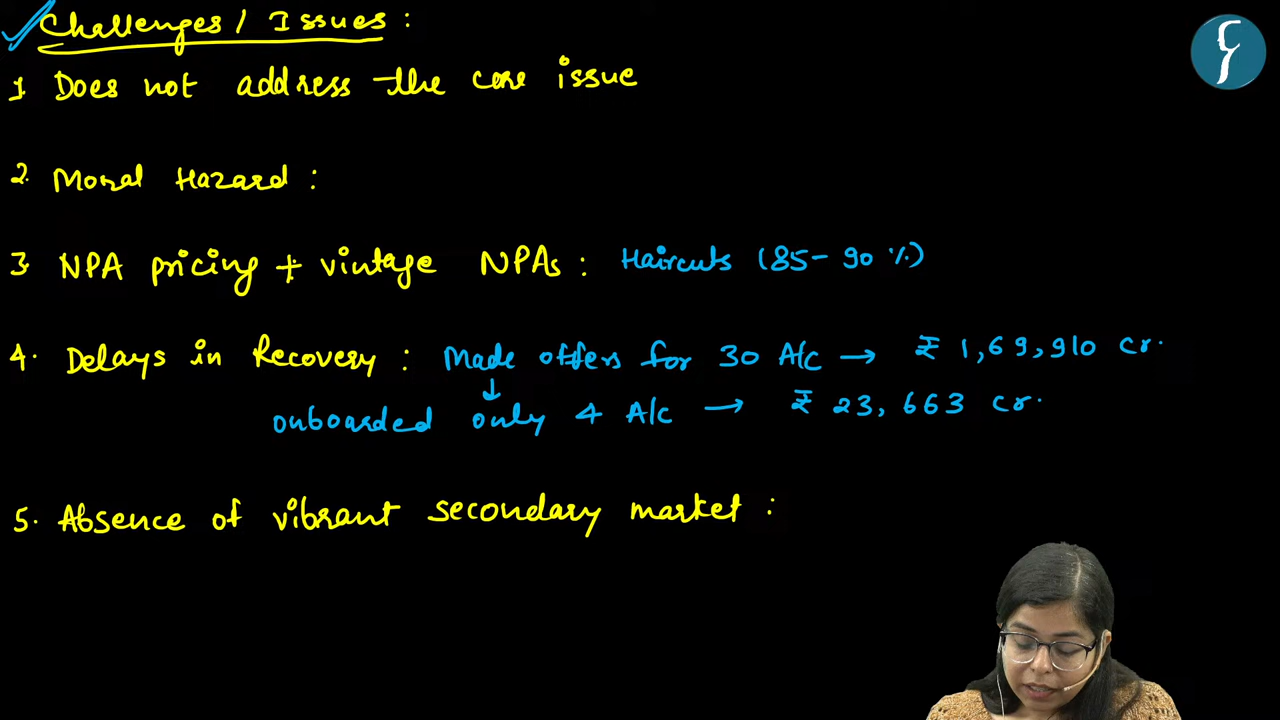 Challenges / Issues :
1. Does not address the core issue
2. Moral Hazard :
3. NPA pricing + vintage NPAs : Haircuts (85-90 %)
4. Delays in Recovery : Made offers for 30 A/c → ₹ 1,69,910 cr.
↓
onboarded only 4 A/c → ₹ 23,663 cr.
5. Absence of vibrant secondary market :